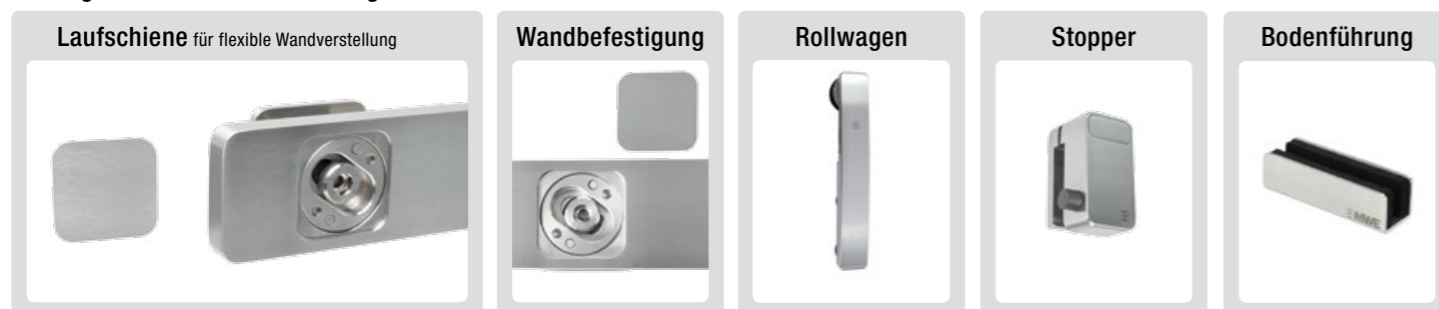 Laufschiene für flexible Wandverstellung
Wandbefestigung
Rollwagen
Stopper
Bodenführung
MWE